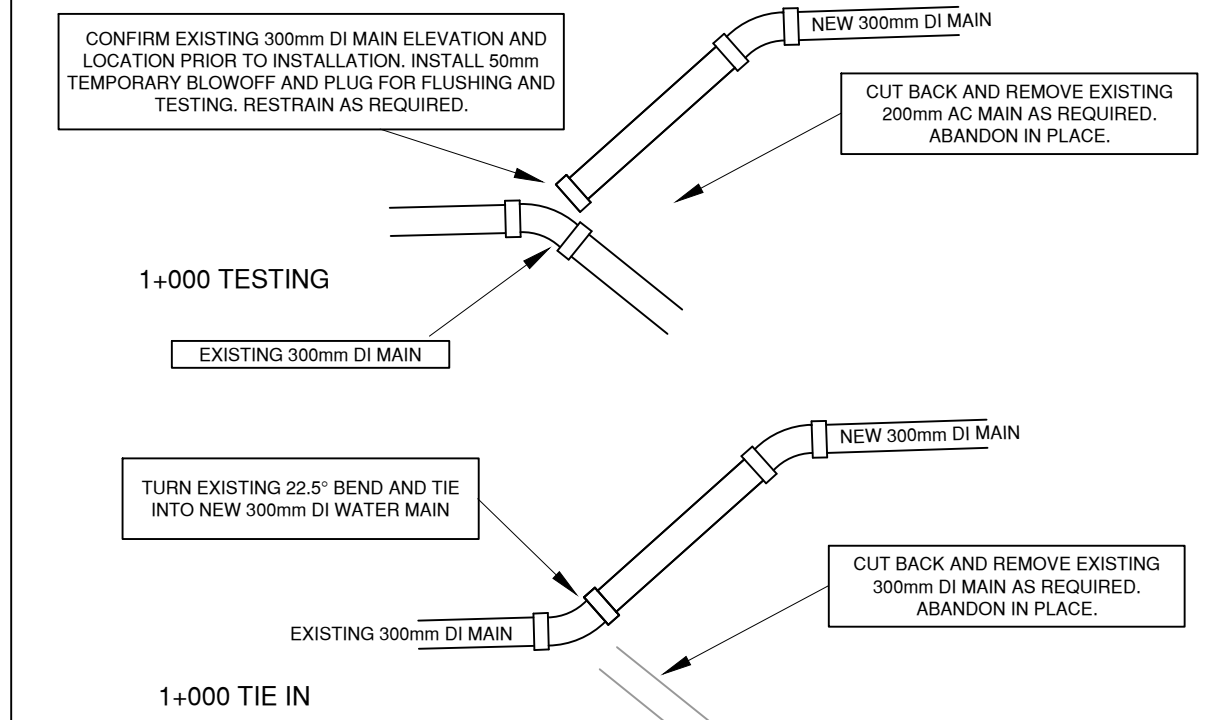 NEW 300mm DI MAIN
CONFIRM EXISTING 300mm DI MAIN ELEVATION AND
LOCATION PRIOR TO INSTALLATION. INSTALL 50mm
TEMPORARY BLOWOFF AND PLUG FOR FLUSHING AND
TESTING. RESTRAIN AS REQUIRED.
CUT BACK AND REMOVE EXISTING
200mm AC MAIN AS REQUIRED.
ABANDON IN PLACE.
1+000 TESTING
EXISTING 300mm DI MAIN
NEW 300mm DI MAIN
TURN EXISTING 22.5° BEND AND TIE
INTO NEW 300mm DI WATER MAIN
CUT BACK AND REMOVE EXISTING
300mm DI MAIN AS REQUIRED.
ABANDON IN PLACE.
EXISTING 300mm DI MAIN
1+000 TIE IN